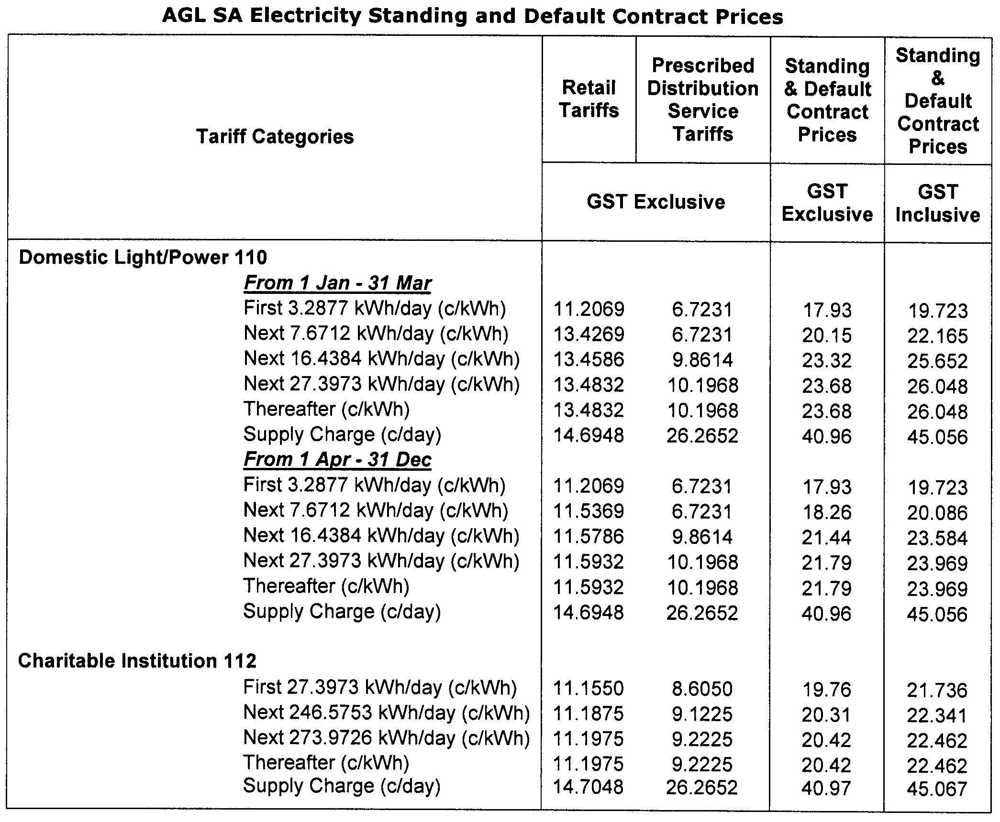 AGL SA Electricity Standing and Default Contract Prices
Tariff Categories
Retail Tariffs
Prescribed Distribution Service Tariffs
Standing & Default Contract Prices
Standing & Default Contract Prices
GST Exclusive
GST Exclusive
GST Inclusive
Domestic Light/Power 110
From 1 Jan - 31 Mar
First 3.2877 kWh/day (c/kWh) 11.2069 6.7231 17.93 19.723
Next 7.6712 kWh/day (c/kWh) 13.4269 6.7231 20.15 22.165
Next 16.4384 kWh/day (c/kWh) 13.4586 9.8614 23.32 25.652
Next 27.3973 kWh/day (c/kWh) 13.4832 10.1968 23.68 26.048
Thereafter (c/kWh) 13.4832 10.1968 23.68 26.048
Supply Charge (c/day) 14.6948 26.2652 40.96 45.056
From 1 Apr - 31 Dec
First 3.2877 kWh/day (c/kWh) 11.2069 6.7231 17.93 19.723
Next 7.6712 kWh/day (c/kWh) 11.5369 6.7231 18.26 20.086
Next 16.4384 kWh/day (c/kWh) 11.5786 9.8614 21.44 23.584
Next 27.3973 kWh/day (c/kWh) 11.5932 10.1968 21.79 23.969
Thereafter (c/kWh) 11.5932 10.1968 21.79 23.969
Supply Charge (c/day) 14.6948 26.2652 40.96 45.056
Charitable Institution 112
First 27.3973 kWh/day (c/kWh) 11.1550 8.6050 19.76 21.736
Next 246.5753 kWh/day (c/kWh) 11.1875 9.1225 20.31 22.341
Next 273.9726 kWh/day (c/kWh) 11.1975 9.2225 20.42 22.462
Thereafter (c/kWh) 11.1975 9.2225 20.42 22.462
Supply Charge (c/day) 14.7048 26.2652 40.97 45.067